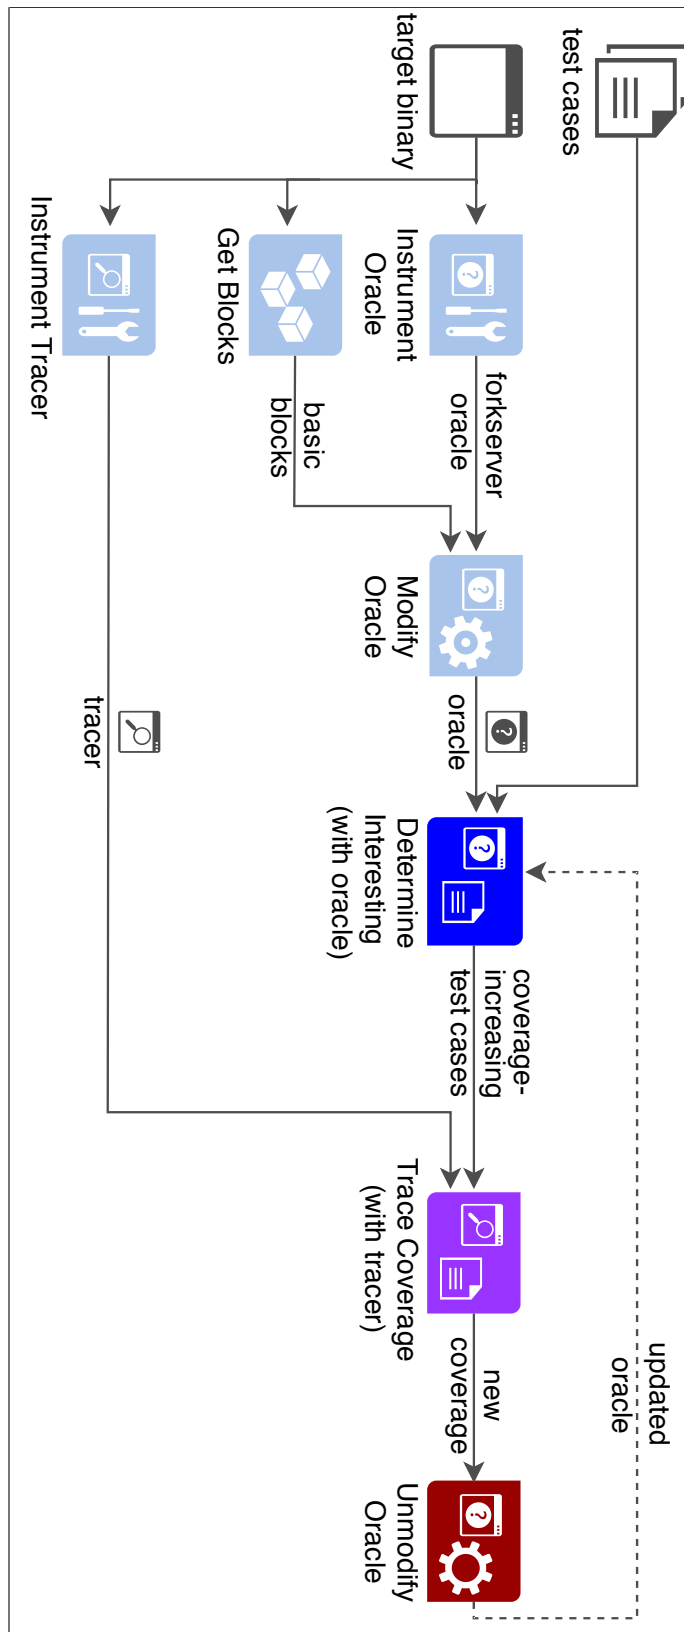 test cases
target binary
Instrument
Oracle
Get Blocks
Instrument Tracer
forkserver
oracle
basic
blocks
Modify
Oracle
oracle
tracer
Determine
Interesting
(with oracle)
coverage-
increasing
test cases
Trace Coverage
(with tracer)
new
coverage
Unmodify
Oracle
updated
oracle